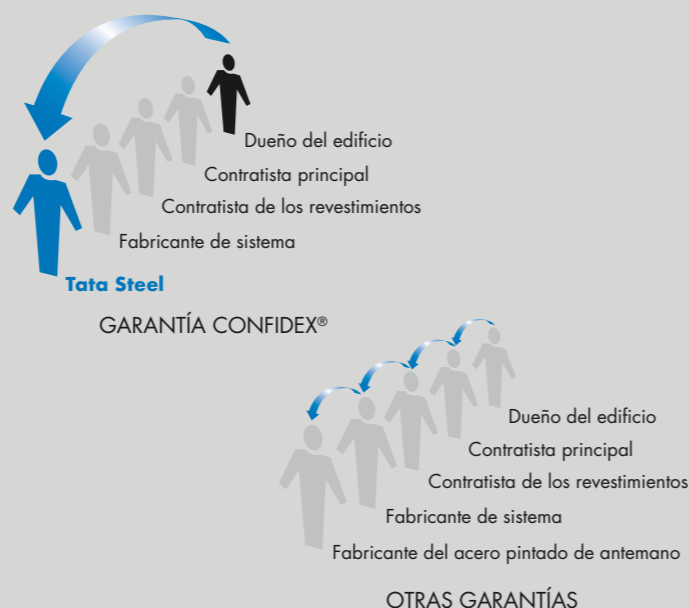 Dueño del edificio
Contratista principal
Contratista de los revestimientos
Fabricante de sistema
Tata Steel
GARANTÍA CONFIDEX®
Dueño del edificio
Contratista principal
Contratista de los revestimientos
Fabricante de sistema
Fabricante del acero pintado de antemano
OTRAS GARANTÍAS